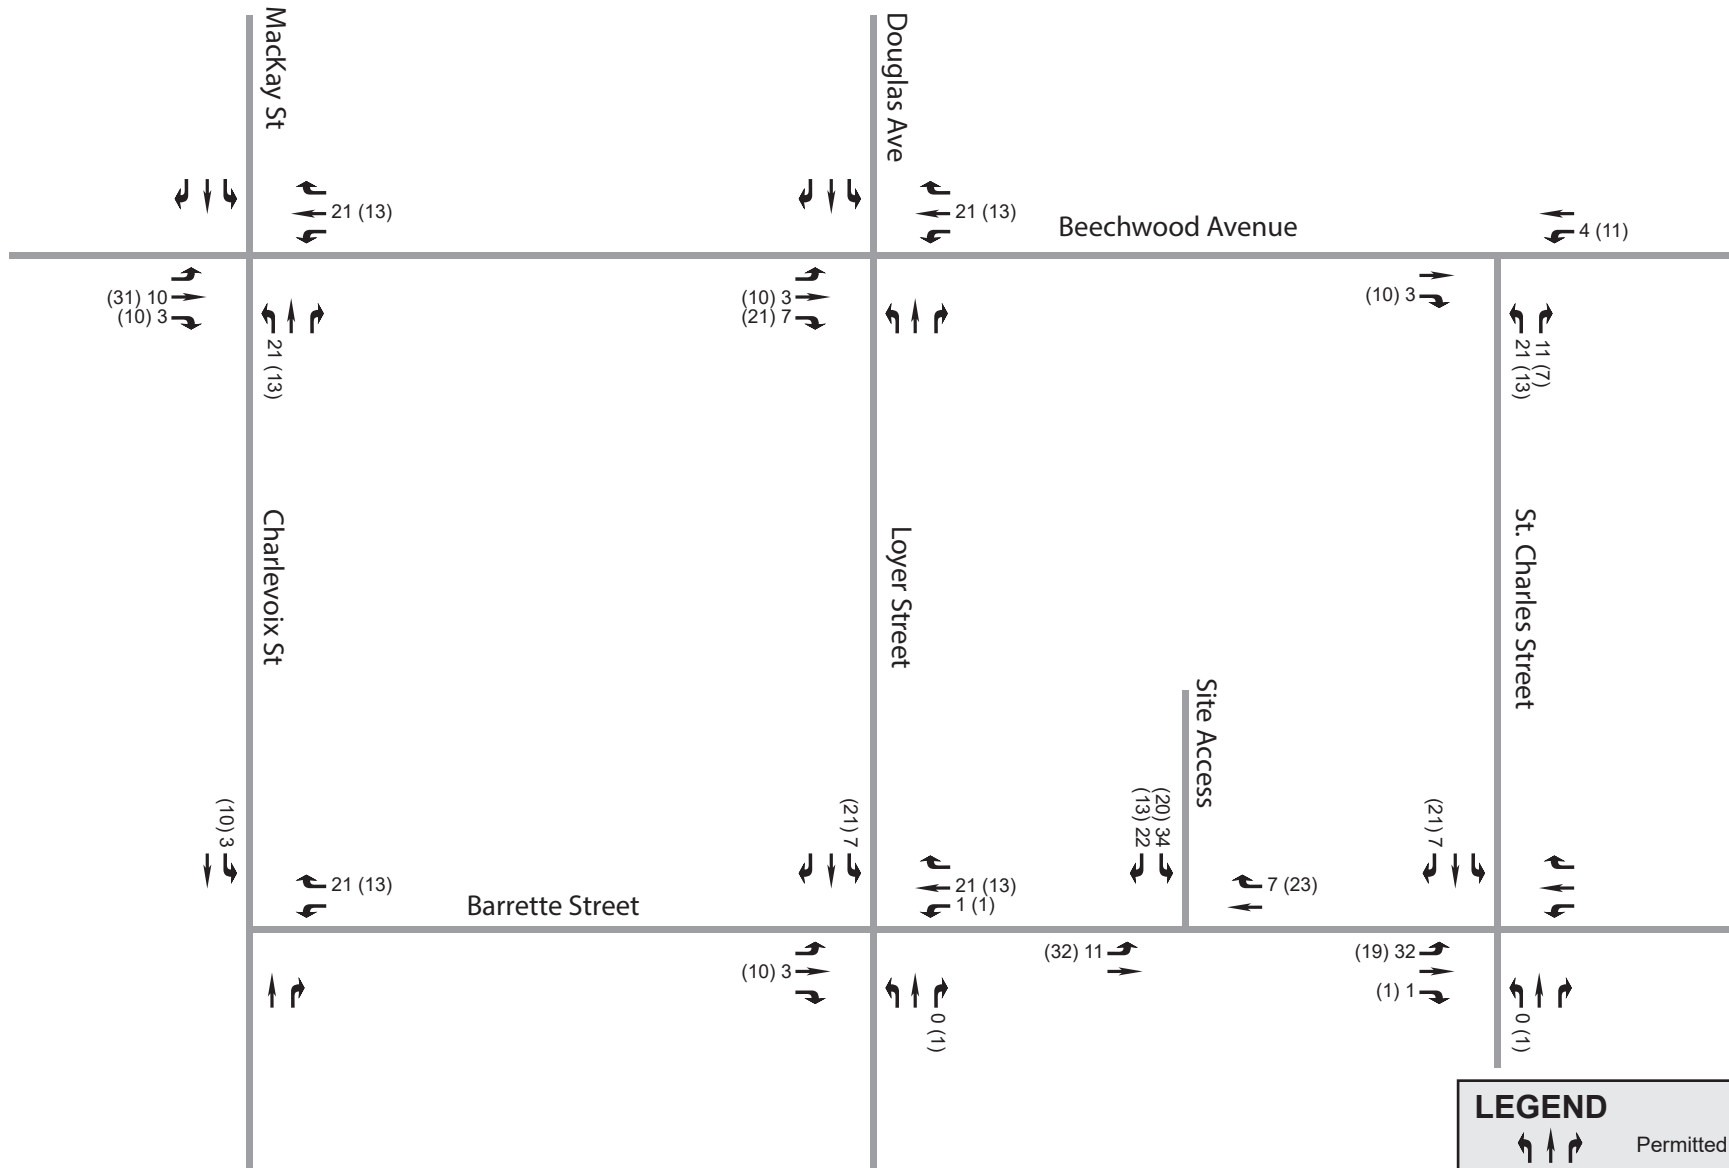 MacKay St
Douglas Ave
21 (13)
21 (13)
Beechwood Avenue
4 (11)
(31) 10
(10) 3
(10) 3
(21) 7
(10) 3
21 (13)
11 (7)
21 (13)
Charlevoix St
Loyer Street
St. Charles Street
Site Access
(10) 3
(21) 7
(20) 34
(13) 22
(21) 7
21 (13)
Barrette Street
21 (13)
1 (1)
7 (23)
(10) 3
(32) 11
(19) 32
(1) 1
0 (1)
0 (1)
LEGEND
Permitted